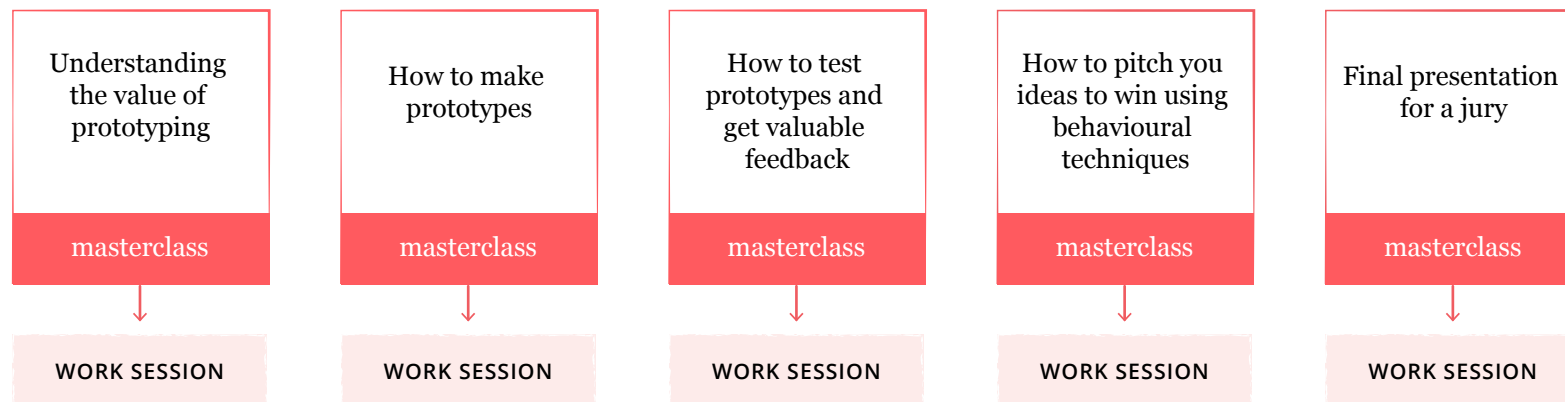 Understanding
the value of
prototyping
masterclass
WORK SESSION
How to make
prototypes
masterclass
WORK SESSION
How to test
prototypes and
get valuable
feedback
masterclass
WORK SESSION
How to pitch you
ideas to win using
behavioural
techniques
masterclass
WORK SESSION
Final presentation
for a jury
masterclass
WORK SESSION